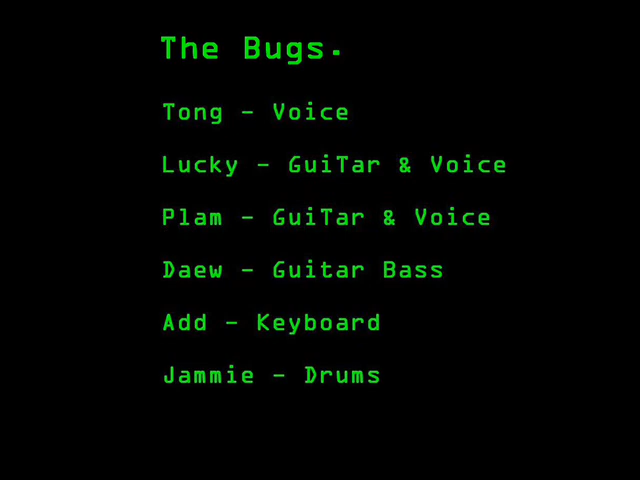 The Bugs.
Tong - Voice
Lucky - GuiTar & Voice
Plam - GuiTar & Voice
Daew - Guitar Bass
Add - Keyboard
Jammie - Drums